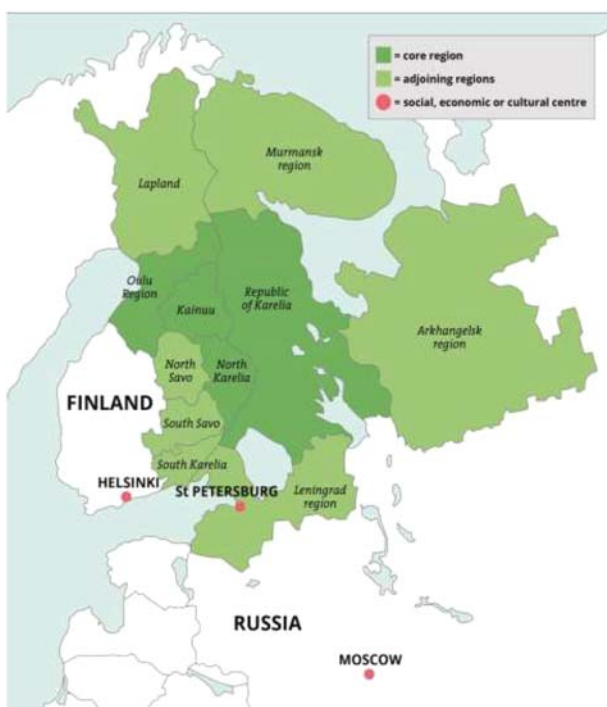 = core region
= adjoining regions
= social, economic or cultural centre
Murmansk
region
Lapland
Oulu
Region
Kainuu
Republic
of Karelia
Arkhangelsk
region
North
Savo
North
Karelia
FINLAND
South Savo
South Karelia
HELSINKI
St PETERSBURG
Leningrad
region
RUSSIA
MOSCOW